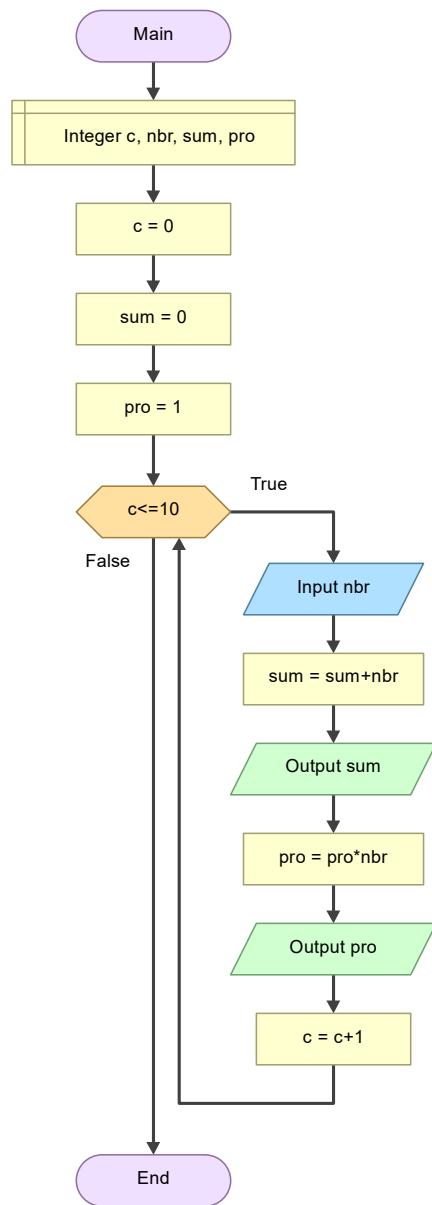 Main
Integer c, nbr, sum, pro
c = 0
sum = 0
pro = 1
c<=10
True
False
Input nbr
sum = sum+nbr
Output sum
pro = pro*nbr
Output pro
c = c+1
End